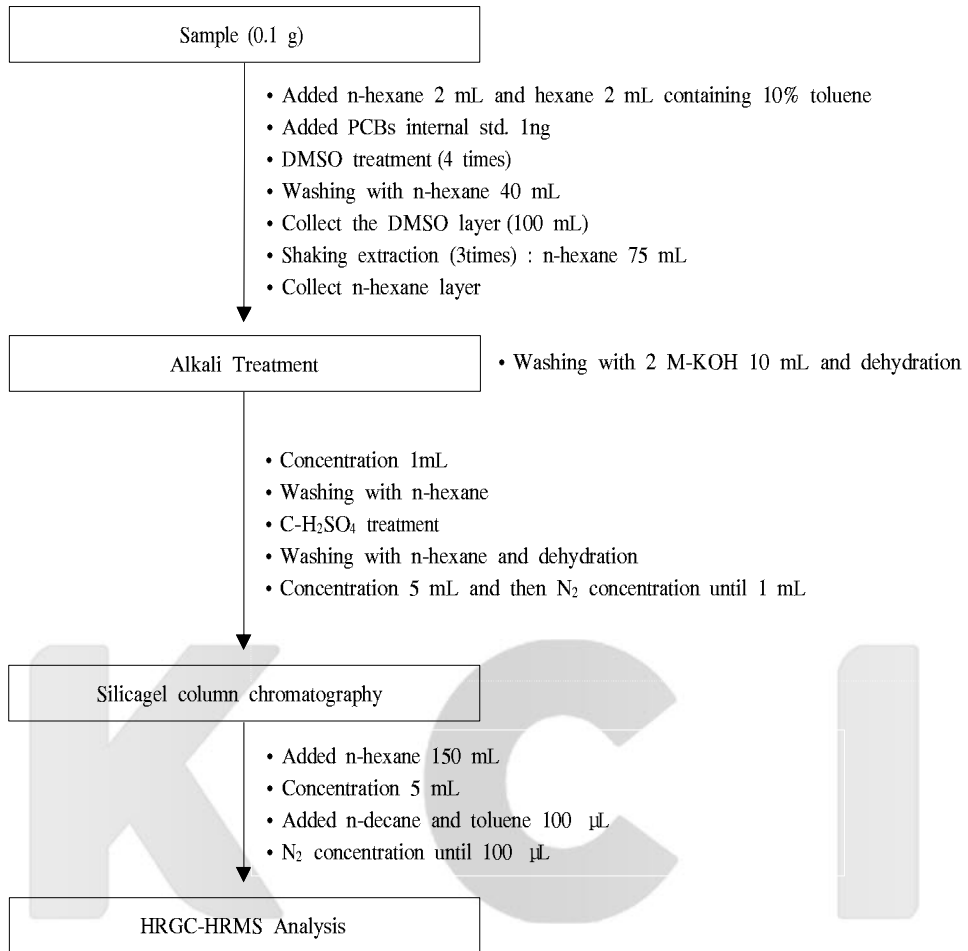 Sample (0.1 g)
• Added n-hexane 2 mL and hexane 2 mL containing 10% toluene
• Added PCBs internal std. 1ng
• DMSO treatment (4 times)
• Washing with n-hexane 40 mL
• Collect the DMSO layer (100 mL)
• Shaking extraction (3times) : n-hexane 75 mL
• Collect n-hexane layer
Alkali Treatment
• Washing with 2 M-KOH 10 mL and dehydration
• Concentration 1mL
• Washing with n-hexane
• C-H₂SO₄ treatment
• Washing with n-hexane and dehydration
• Concentration 5 mL and then N₂ concentration until 1 mL
Silicagel column chromatography
• Added n-hexane 150 mL
• Concentration 5 mL
• Added n-decane and toluene 100 μL
• N₂ concentration until 100 μL
HRGC-HRMS Analysis
KCI